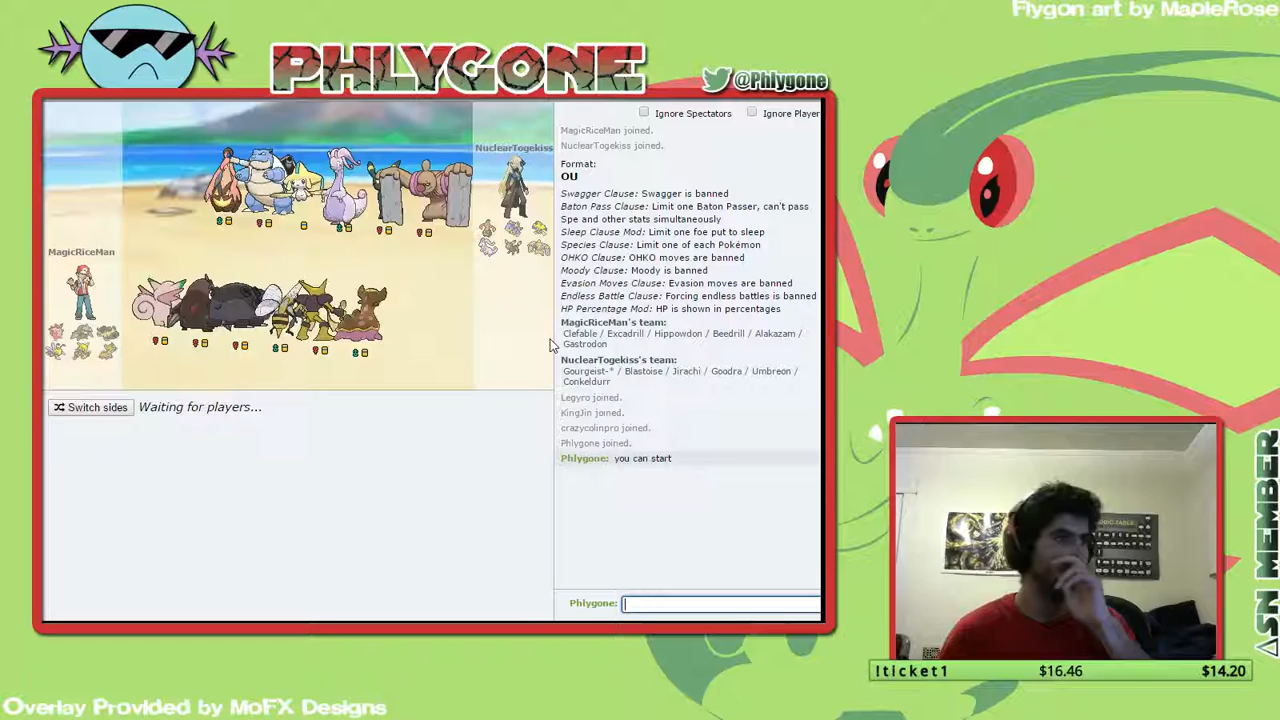 Flygon art by MapleRose
PHLYGONE
@Phlygone
Ignore Spectators
Ignore Player
MagicRiceMan joined.
NuclearTogekiss joined.
Format:
OU
Swagger Clause: Swagger is banned
Baton Pass Clause: Limit one Baton Passer, can't pass
Spe and other stats simultaneously
Sleep Clause Mod: Limit one foe put to sleep
Species Clause: Limit one of each Pokémon
OHKO Clause: OHKO moves are banned
Moody Clause: Moody is banned
Evasion Moves Clause: Evasion moves are banned
Endless Battle Clause: Forcing endless battles is banned
HP Percentage Mod: HP is shown in percentages
MagicRiceMan's team:
Clefable / Excadrill / Hippowdon / Beedrill / Alakazam /
Gastrodon
NuclearTogekiss's team:
Gourgeist-* / Blastoise / Jirachi / Goodra / Umbreon /
Conkeldurr
Legyro joined.
KingJin joined.
crazycolinpro joined.
Phlygone joined.
Phlygone: you can start
Phlygone:
NuclearTogekiss
MagicRiceMan
Switch sides
Waiting for players...
ASN MEMBER
!ticket1
$16.46
$14.20
Overlay Provided by MoFX Designs